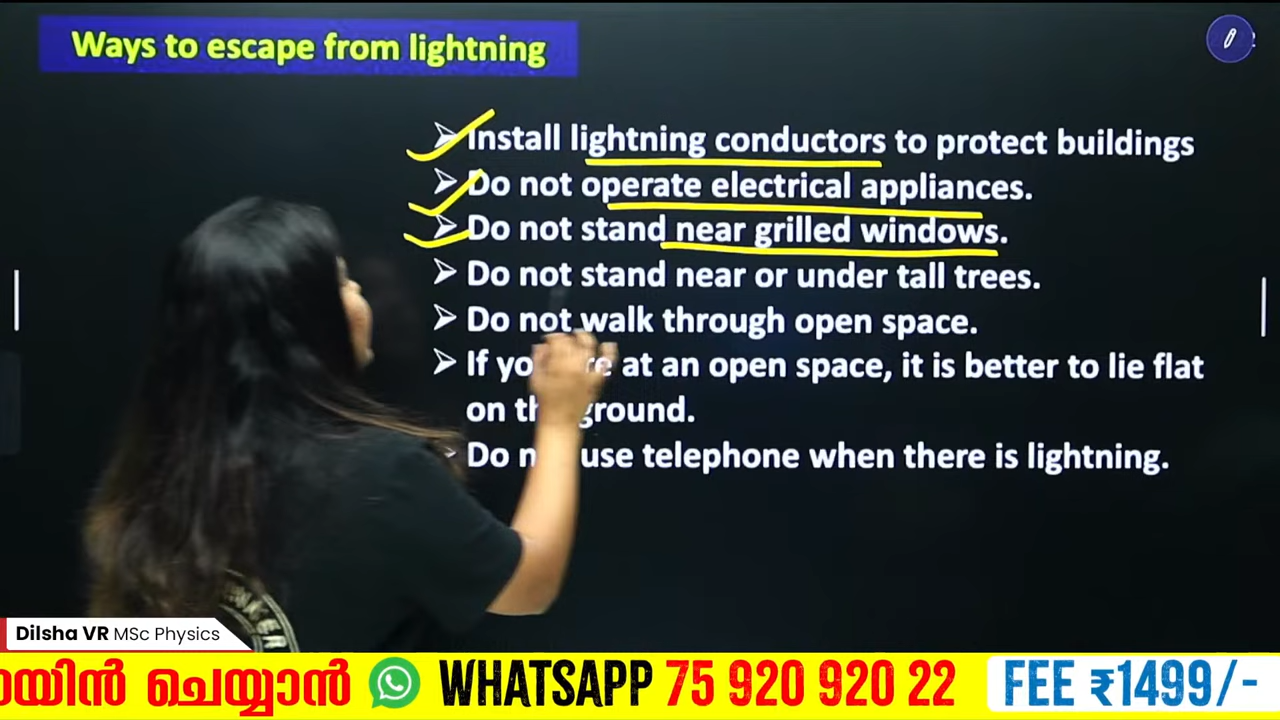 Ways to escape from lightning
Install lightning conductors to protect buildings
Do not operate electrical appliances.
Do not stand near grilled windows.
Do not stand near or under tall trees.
Do not walk through open space.
If at an open space, it is better to lie flat
on ground.
Do use telephone when there is lightning.
Dilsha VR MSc Physics
ചെയ്യാൻ WHATSAPP 75 920 920 22 FEE ₹1499/-